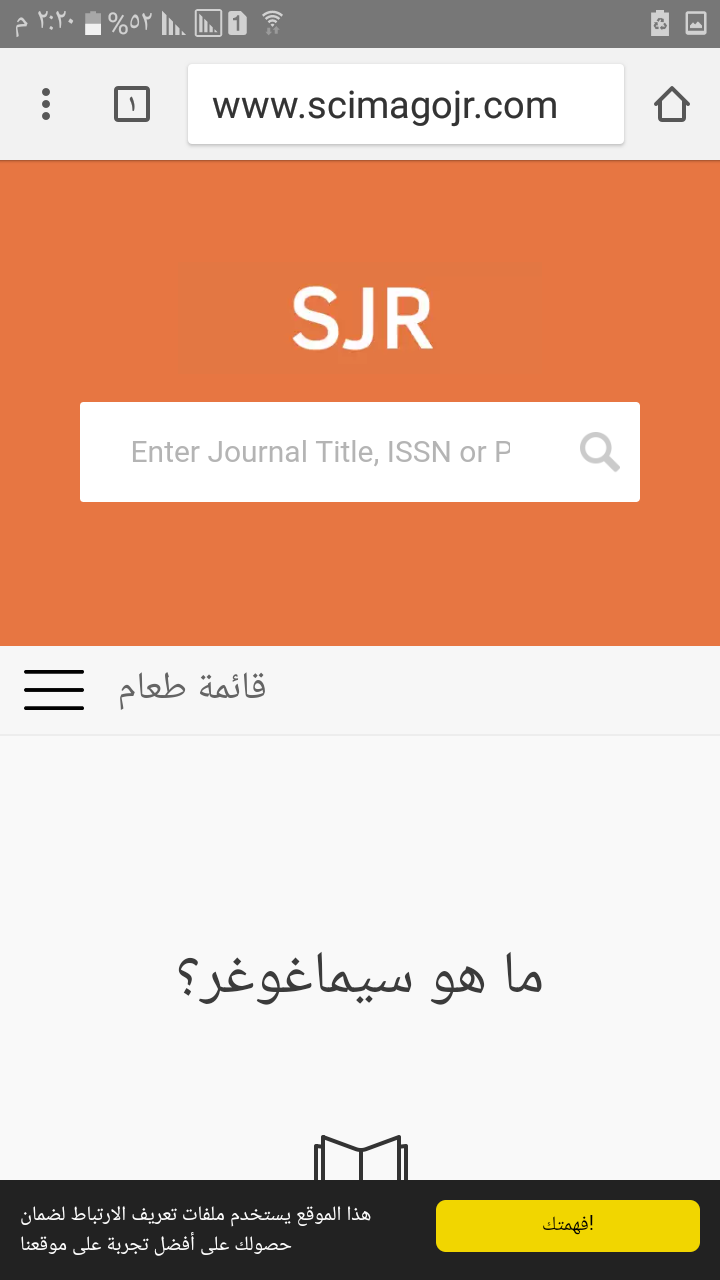 ٢:٢٠ م
%٥٢
1
١
www.scimagojr.com
SJR
Enter Journal Title, ISSN or P
قائمة طعام
ما هو سيماغوغر؟
هذا الموقع يستخدم ملفات تعريف الارتباط لضمان
حصولك على أفضل تجربة على موقعنا
فهمتك!